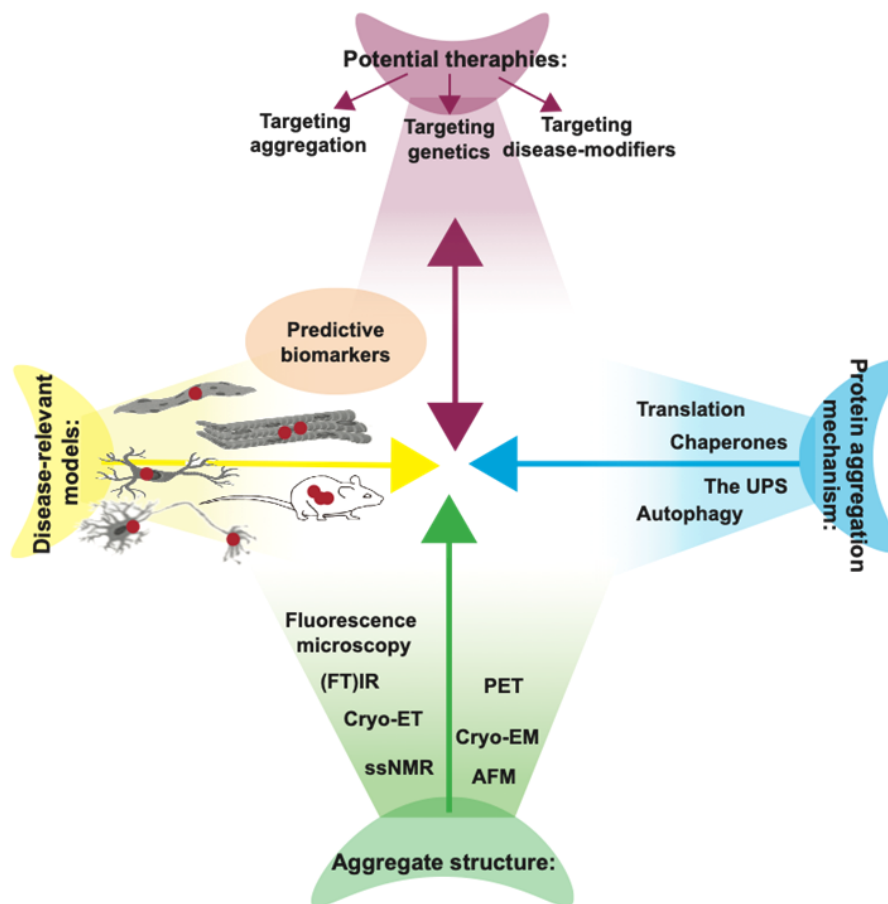 Potential theraphies:
Targeting
aggregation
Targeting
genetics
Targeting
disease-modifiers
Predictive
biomarkers
Disease-relevant
models:
Translation
Chaperones
The UPS
Autophagy
Protein aggregation
mechanism:
Fluorescence
microscopy
(FT)IR
PET
Cryo-ET
Cryo-EM
ssNMR
AFM
Aggregate structure: